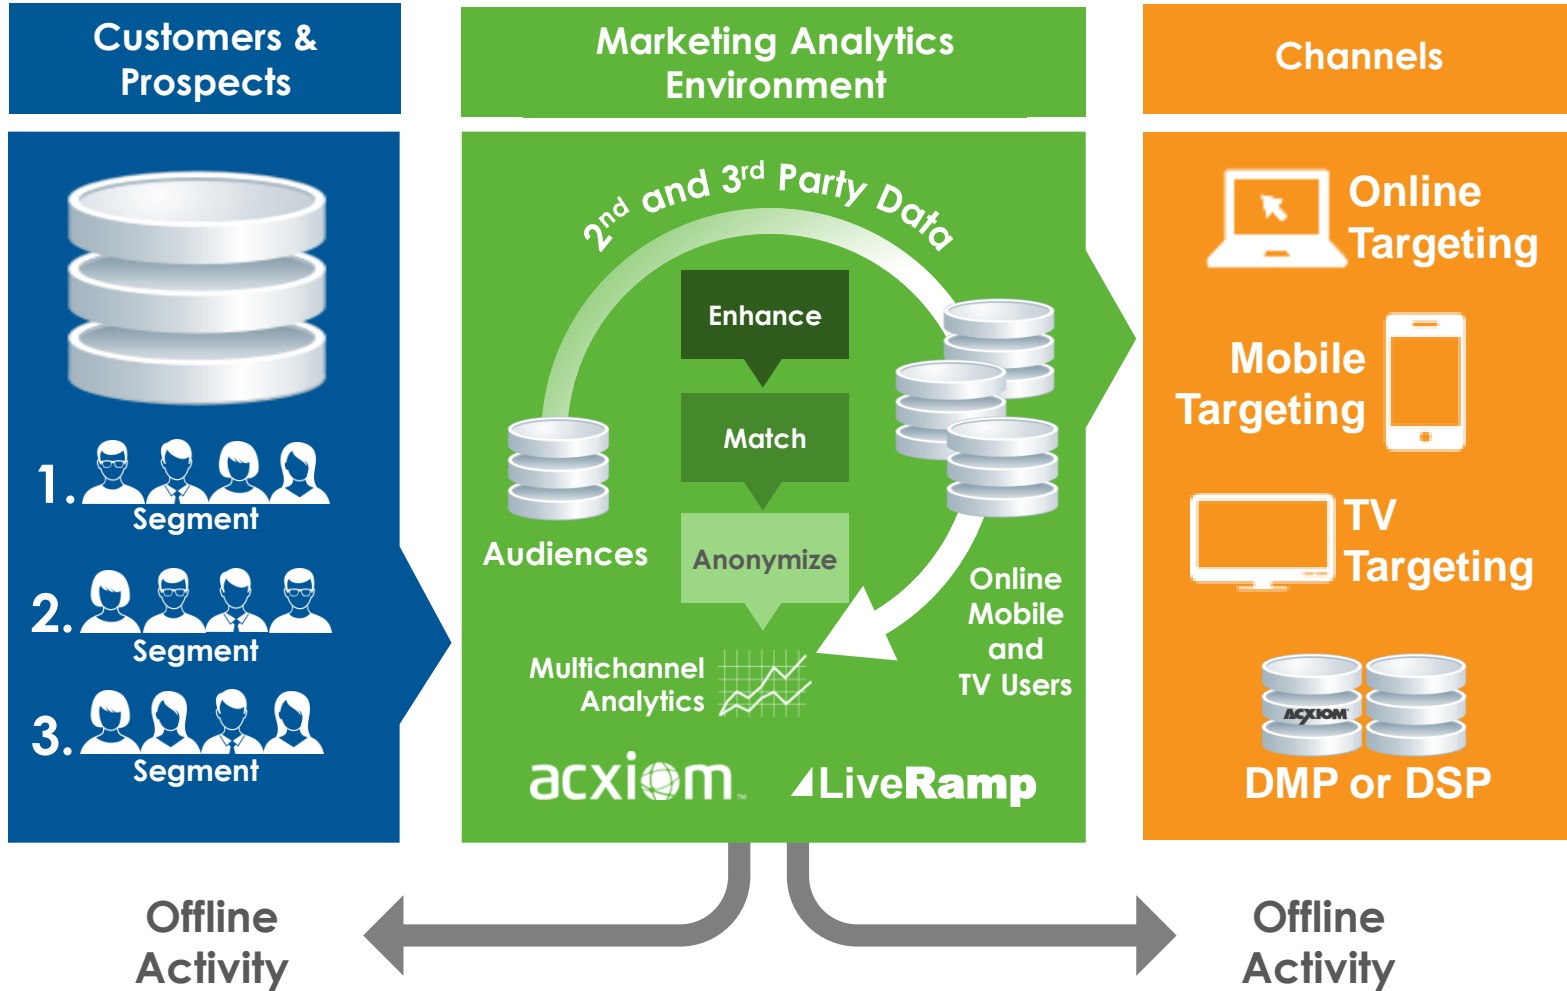 Customers &
Prospects
1.
Segment
2.
Segment
3.
Segment
Marketing Analytics
Environment
2nd and 3rd Party Data
Enhance
Match
Anonymize
Audiences
Online
Mobile
and
TV Users
Multichannel
Analytics
acxiom™
LiveRamp
Channels
Online
Targeting
Mobile
Targeting
TV
Targeting
ACXIOM
DMP or DSP
Offline
Activity
Offline
Activity